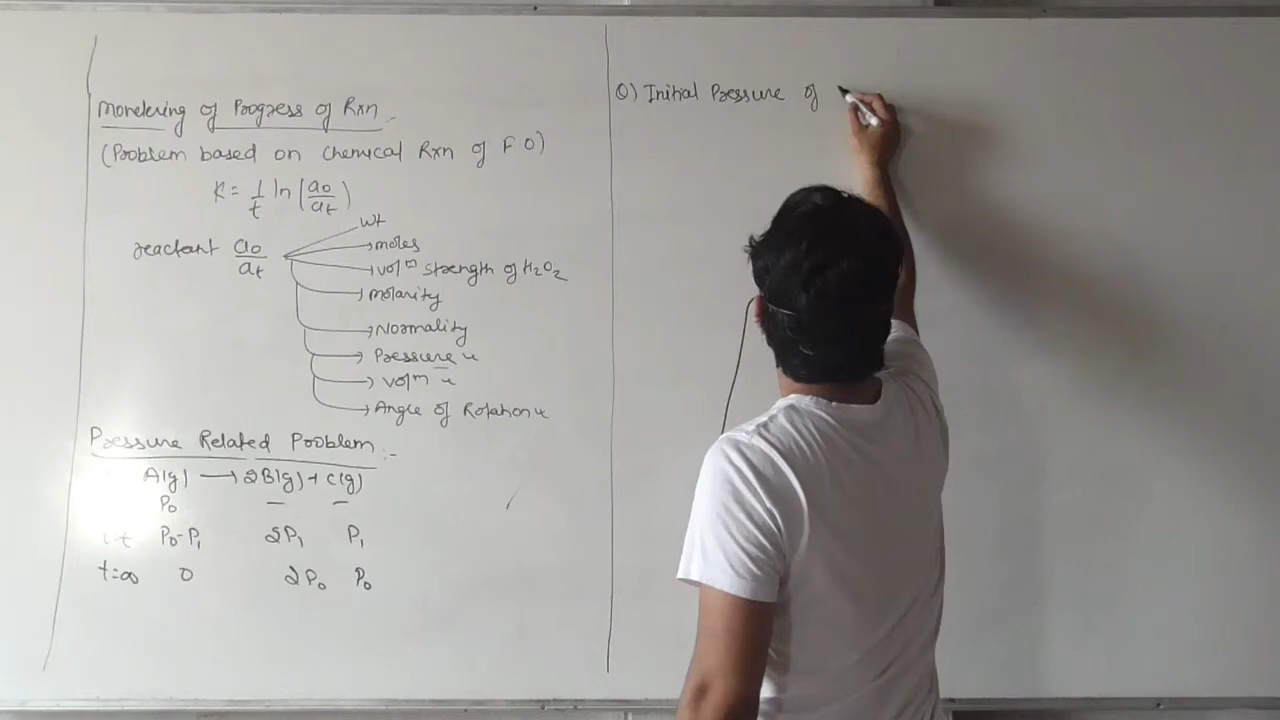 Monetering of Progress of Rxn
(Problem based on Chemical Rxn of F O)
K = 1/t ln (a0/at)
reactant a0/at
wt
→ moles
→ vol^m strength of H2O2
→ Molarity
→ Normality
→ Pressure
→ vol^m
→ Angle of Rotation
Pressure Related Problem :-
A(g) → 2B(g) + C(g)
P0 — —
t P0-P1 2P1 P1
t=∞ 0 2P0 P0
Q) Initial Pressure of